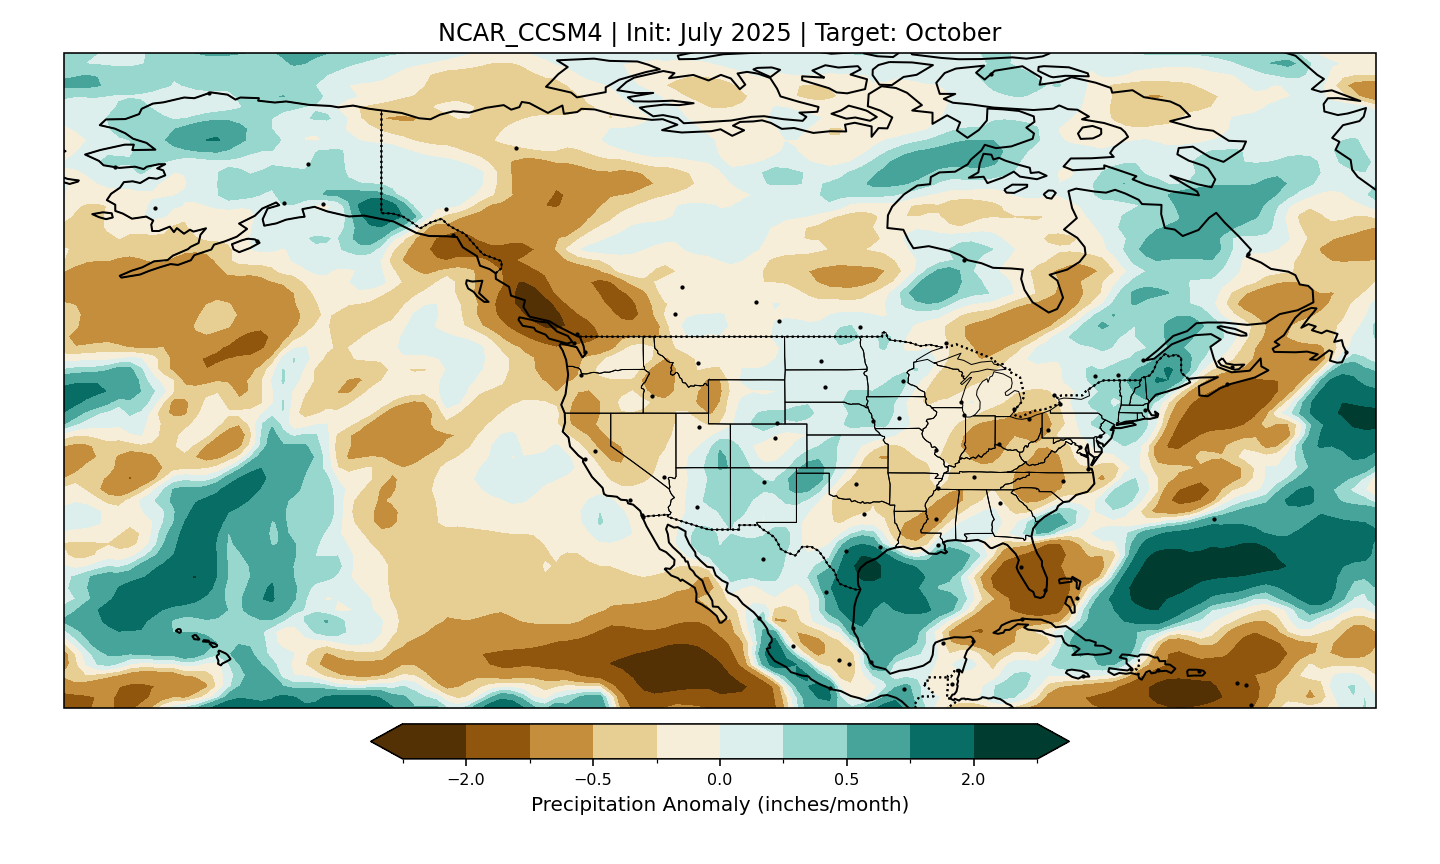 NCAR_CCSM4 | Init: July 2025 | Target: October
−2.0 −0.5 0.0 0.5 2.0
Precipitation Anomaly (inches/month)